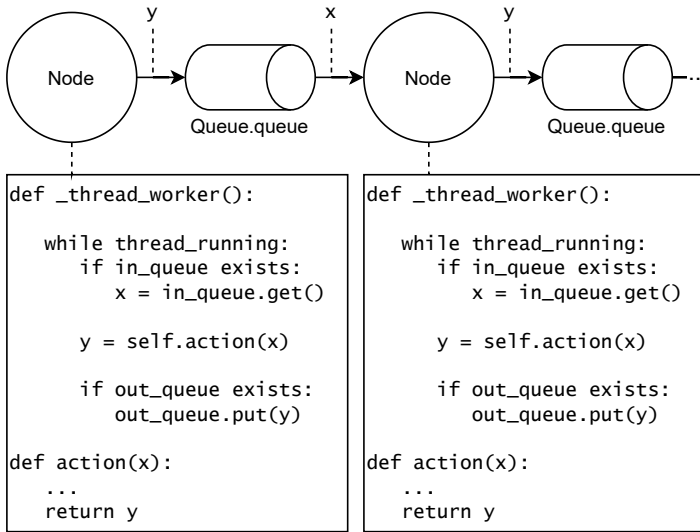 y
x
y
Node
Node
...
Queue.queue
Queue.queue
def _thread_worker():
while thread_running:
if in_queue exists:
x = in_queue.get()
y = self.action(x)
if out_queue exists:
out_queue.put(y)
def action(x):
...
return y
def _thread_worker():
while thread_running:
if in_queue exists:
x = in_queue.get()
y = self.action(x)
if out_queue exists:
out_queue.put(y)
def action(x):
...
return y